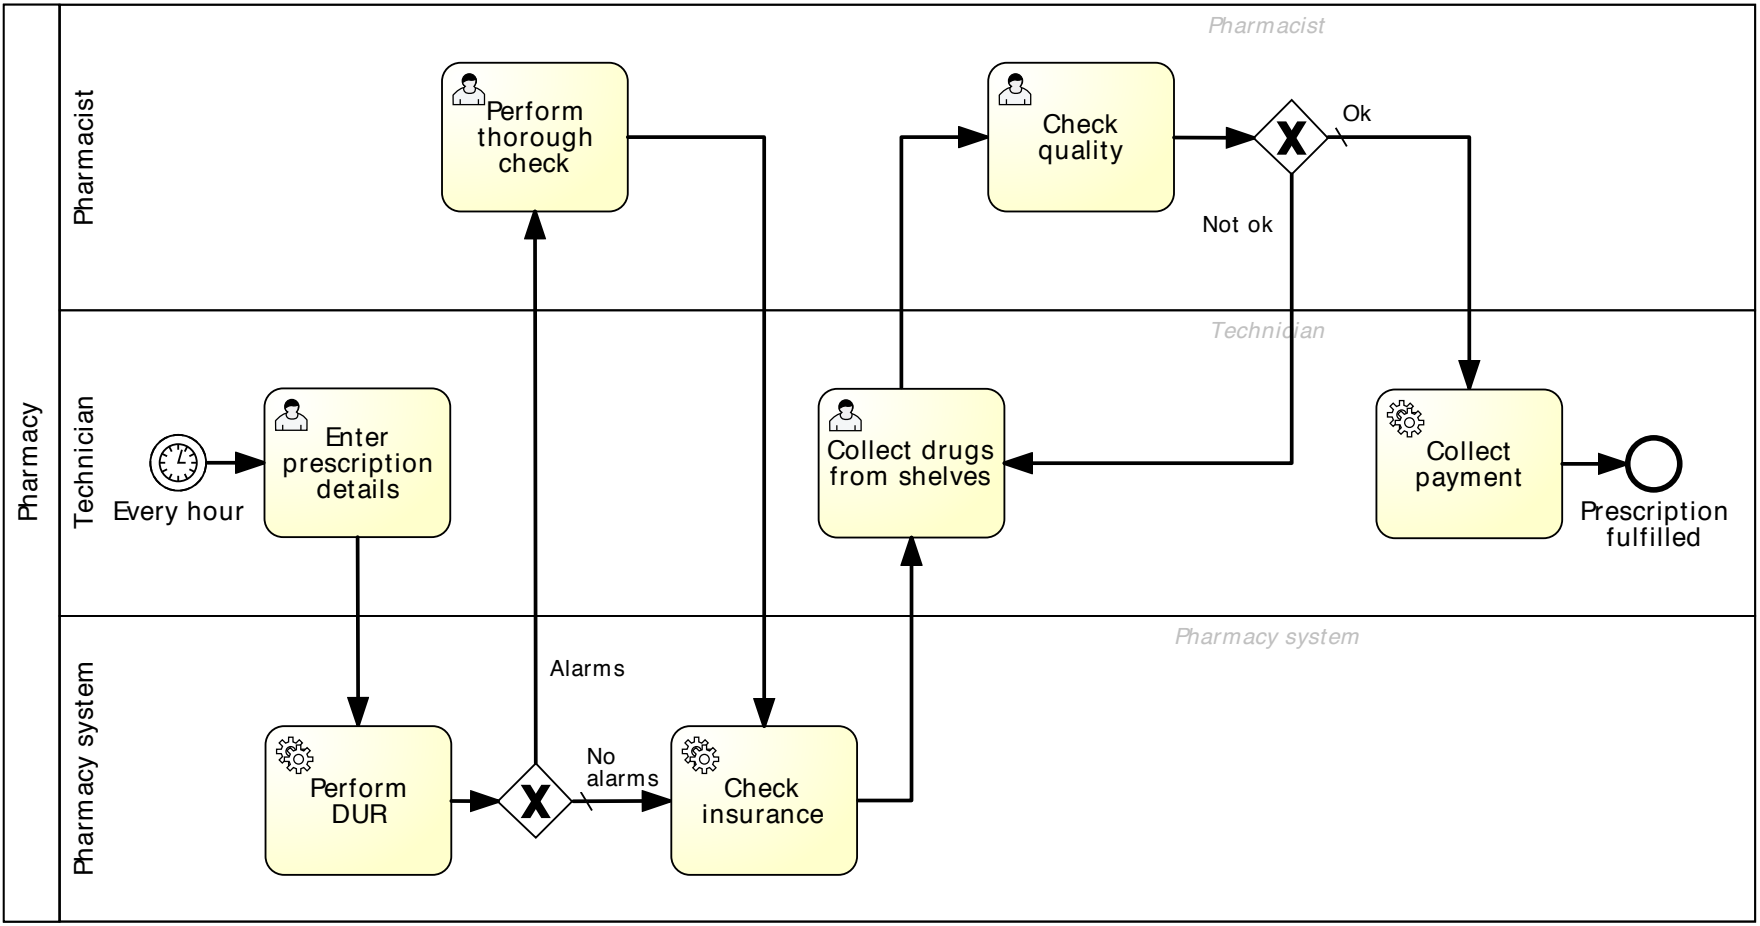 Pharmacy
Pharmacist
Pharmacist
Perform
thorough
check
Check
quality
Ok
Not ok
Technician
Technician
Every hour
Enter
prescription
details
Collect drugs
from shelves
Collect
payment
Prescription
fulfilled
Pharmacy system
Pharmacy system
Perform
DUR
Alarms
No
alarms
Check
insurance